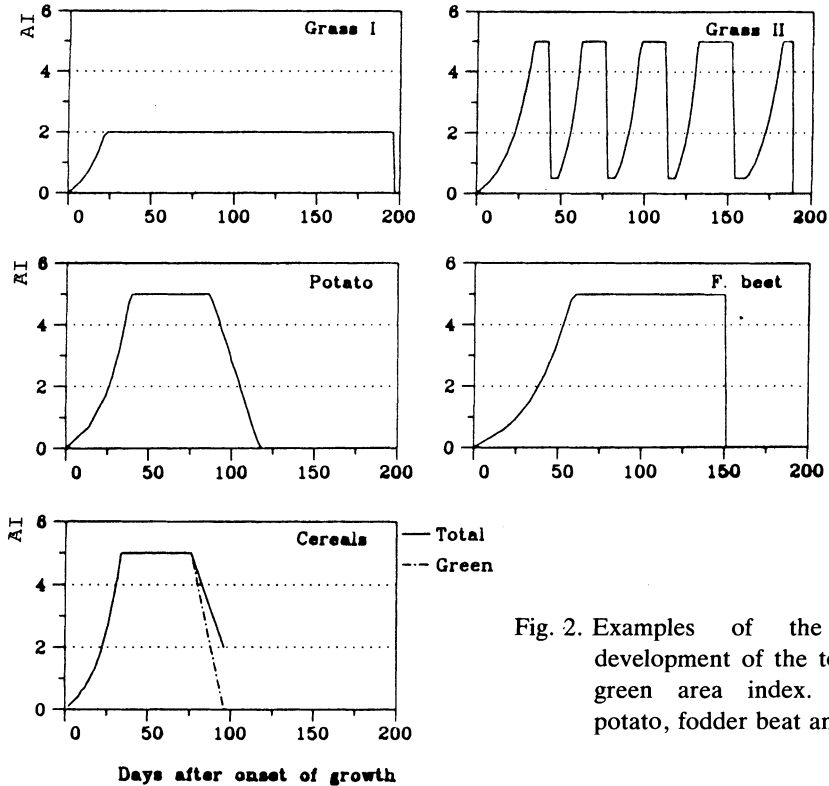 AI
6
4
2
0
Grass I
0 50 100 150 200
6
4
2
0
Grass II
0 50 100 150 200
AI
6
4
2
0
Potato
0 50 100 150 200
6
4
2
0
F. beet
0 50 100 150 200
AI
6
4
2
0
Cereals
Total
Green
0 50 100 150 200
Days after onset of growth
Fig. 2. Examples of the
development of the to
green area index.
potato, fodder beat an